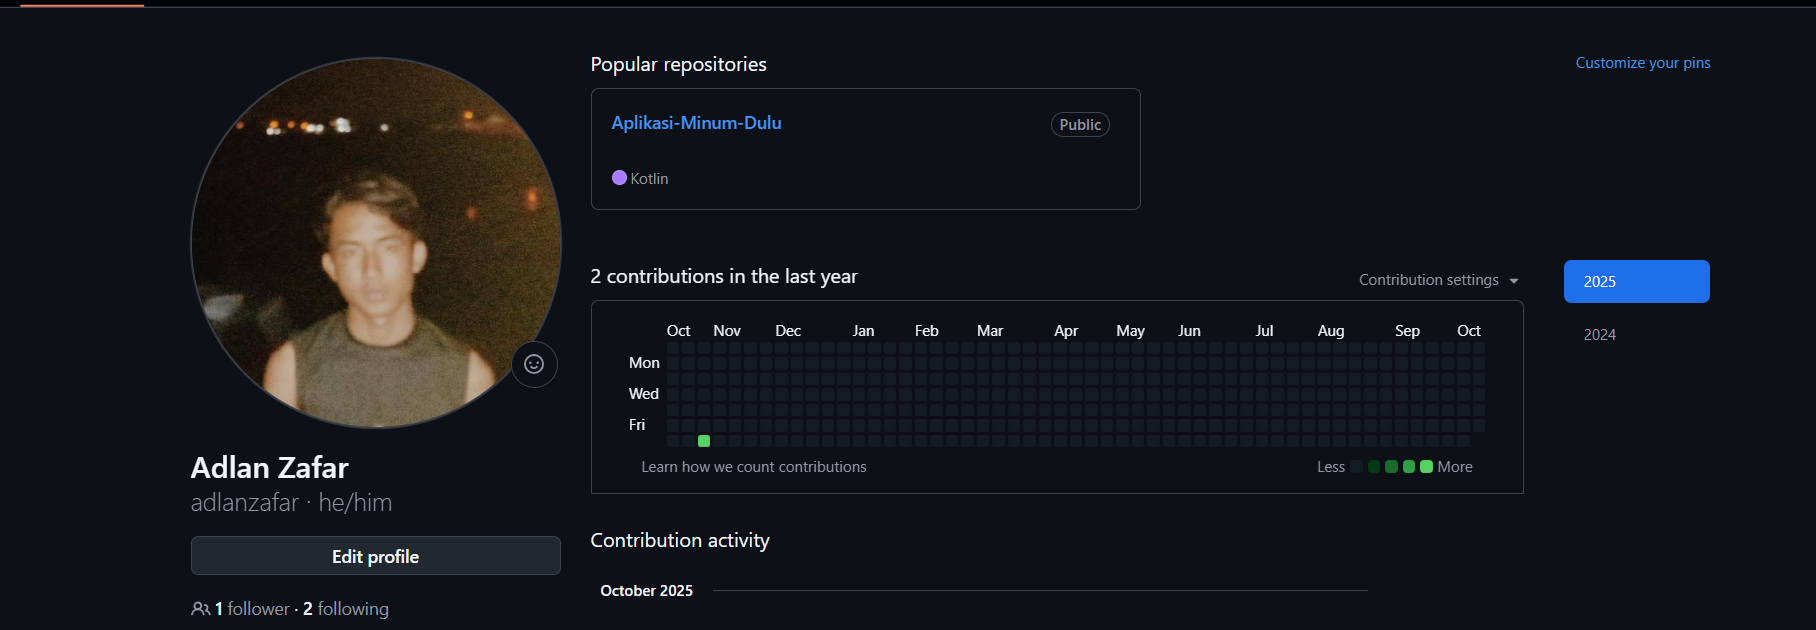 Popular repositories
Customize your pins
Aplikasi-Minum-Dulu
Public
Kotlin
2 contributions in the last year
Contribution settings
2025
2024
Oct Nov Dec Jan Feb Mar Apr May Jun Jul Aug Sep Oct
Mon
Wed
Fri
Learn how we count contributions
Less More
Adlan Zafar
adlanzafar · he/him
Edit profile
1 follower · 2 following
Contribution activity
October 2025